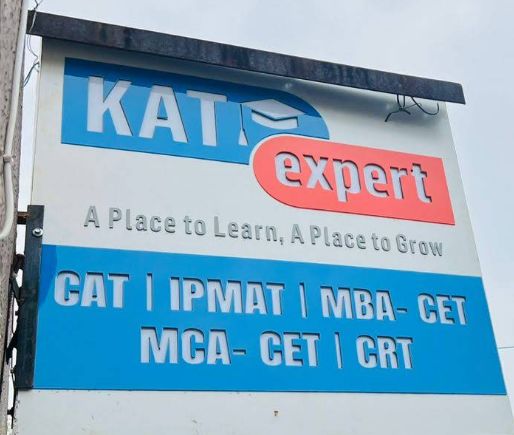 KAT
expert
A Place to Learn, A Place to Grow
CAT | IPMAT | MBA- CET
MCA- CET | CRT